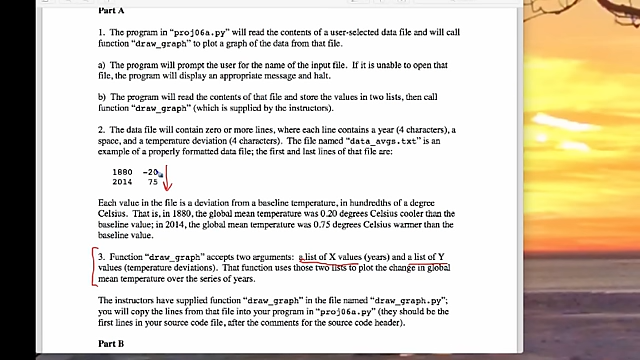 Part A
1. The program in "proj06a.py" will read the contents of a user-selected data file and will call
function "draw_graph" to plot a graph of the data from that file.
a) The program will prompt the user for the name of the input file. If it is unable to open that
file, the program will display an appropriate message and halt.
b) The program will read the contents of that file and store the values in two lists, then call
function "draw_graph" (which is supplied by the instructors).
2. The data file will contain zero or more lines, where each line contains a year (4 characters), a
space, and a temperature deviation (4 characters). The file named "data_avgs.txt" is an
example of a properly formatted data file; the first and last lines of that file are:
1880 -20
2014 75
Each value in the file is a deviation from a baseline temperature, in hundredths of a degree
Celsius. That is, in 1880, the global mean temperature was 0.20 degrees Celsius cooler than the
baseline value; in 2014, the global mean temperature was 0.75 degrees Celsius warmer than the
baseline value.
3. Function "draw_graph" accepts two arguments: a list of X values (years) and a list of Y
values (temperature deviations). That function uses those two lists to plot the change in global
mean temperature over the series of years.
The instructors have supplied function "draw_graph" in the file named "draw_graph.py";
you will copy the lines from that file into your program in "proj06a.py" (they should be the
first lines in your source code file, after the comments for the source code header).
Part B